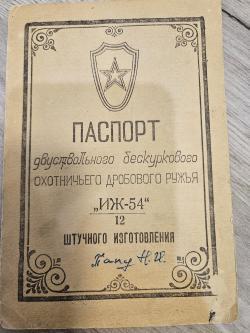 ПАСПОРТ
двуствольного бескуркового
ОХОТНИЧЬЕГО ДРОБОВОГО РУЖЬЯ
„ИЖ-54“
12
ШТУЧНОГО ИЗГОТОВЛЕНИЯ
Н. И.